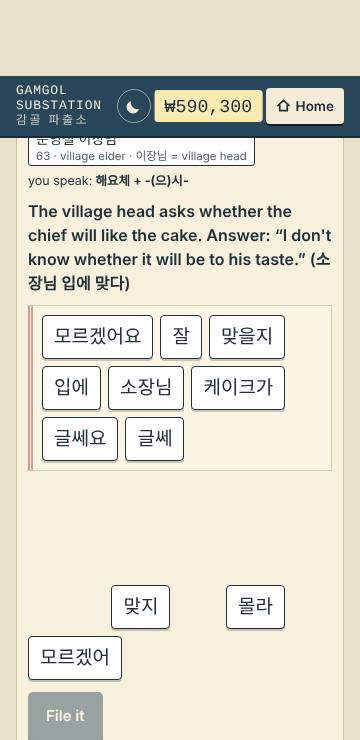 GAMGOL
SUBSTATION
감골 파출소
₩590,300
Home
63 · village elder · 이장님 = village head
you speak: 해요체 + -(으)시-
The village head asks whether the
chief will like the cake. Answer: “I don't
know whether it will be to his taste.” (소
장님 입에 맞다)
모르겠어요 잘 맞을지
입에 소장님 케이크가
글쎄요 글쎄
맞지 몰라
모르겠어
File it